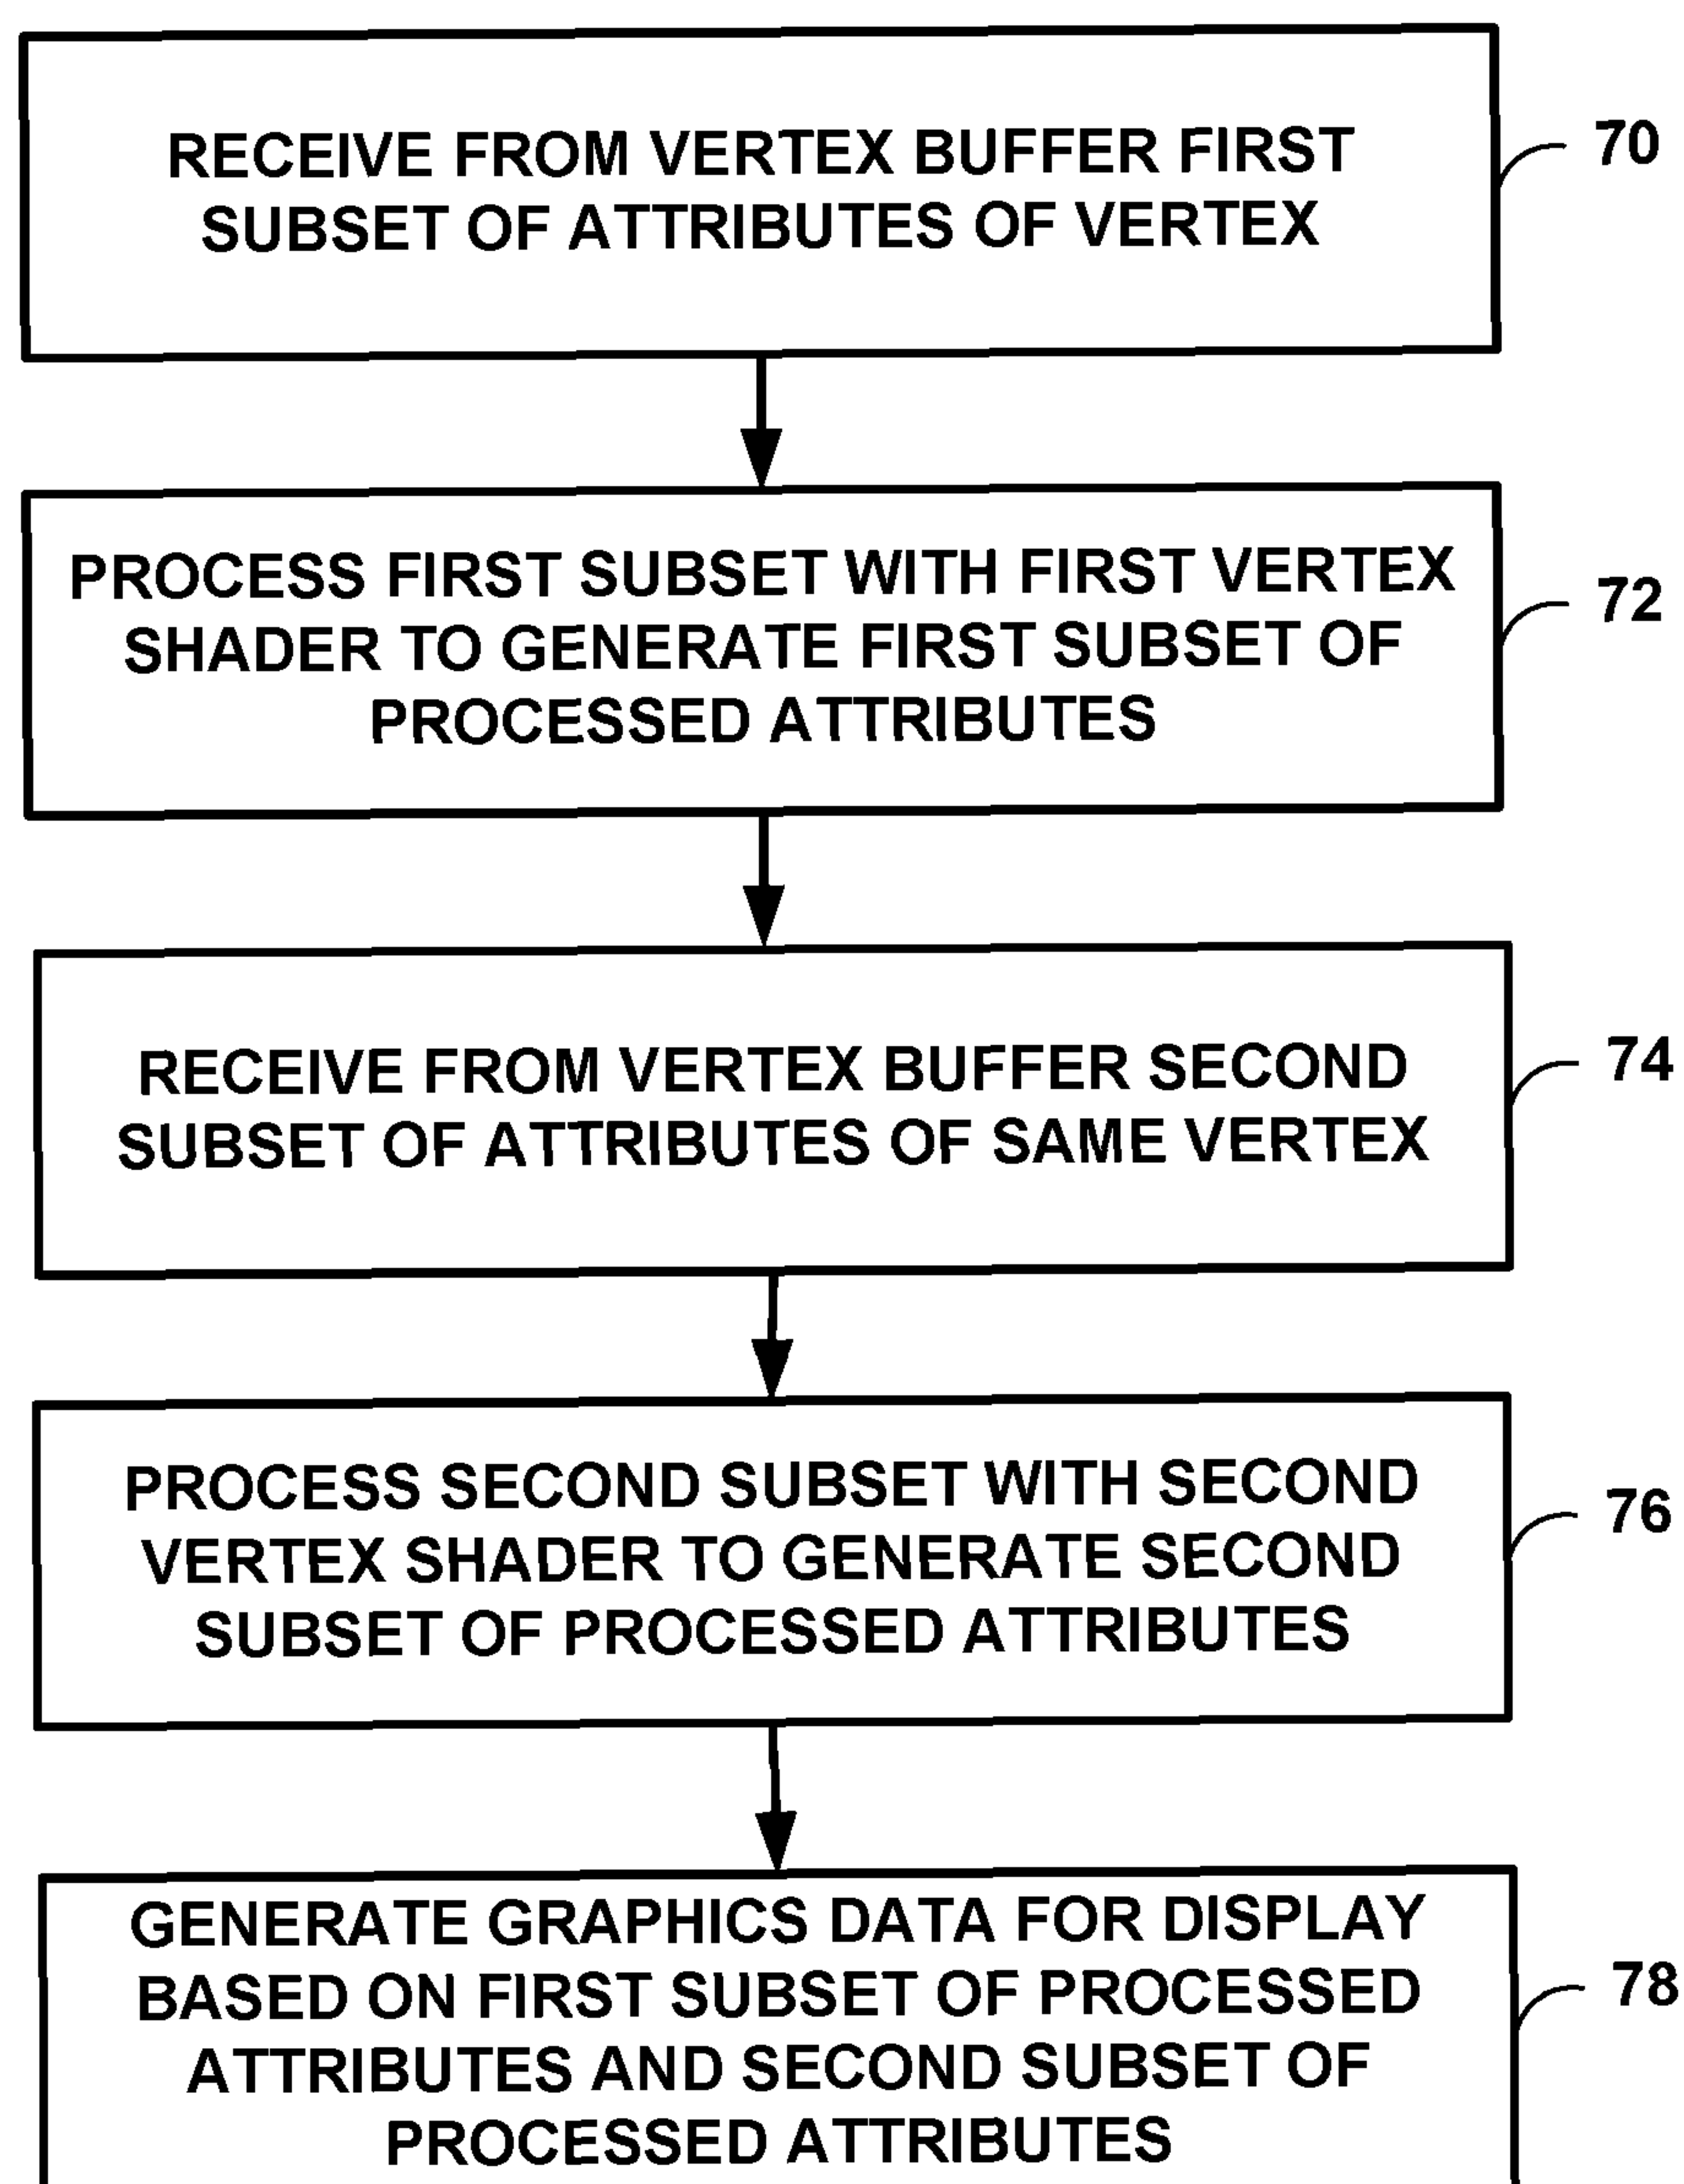 RECEIVE FROM VERTEX BUFFER FIRST
SUBSET OF ATTRIBUTES OF VERTEX
70
PROCESS FIRST SUBSET WITH FIRST VERTEX
SHADER TO GENERATE FIRST SUBSET OF
PROCESSED ATTRIBUTES
72
RECEIVE FROM VERTEX BUFFER SECOND
SUBSET OF ATTRIBUTES OF SAME VERTEX
74
PROCESS SECOND SUBSET WITH SECOND
VERTEX SHADER TO GENERATE SECOND
SUBSET OF PROCESSED ATTRIBUTES
76
GENERATE GRAPHICS DATA FOR DISPLAY
BASED ON FIRST SUBSET OF PROCESSED
ATTRIBUTES AND SECOND SUBSET OF
PROCESSED ATTRIBUTES
78